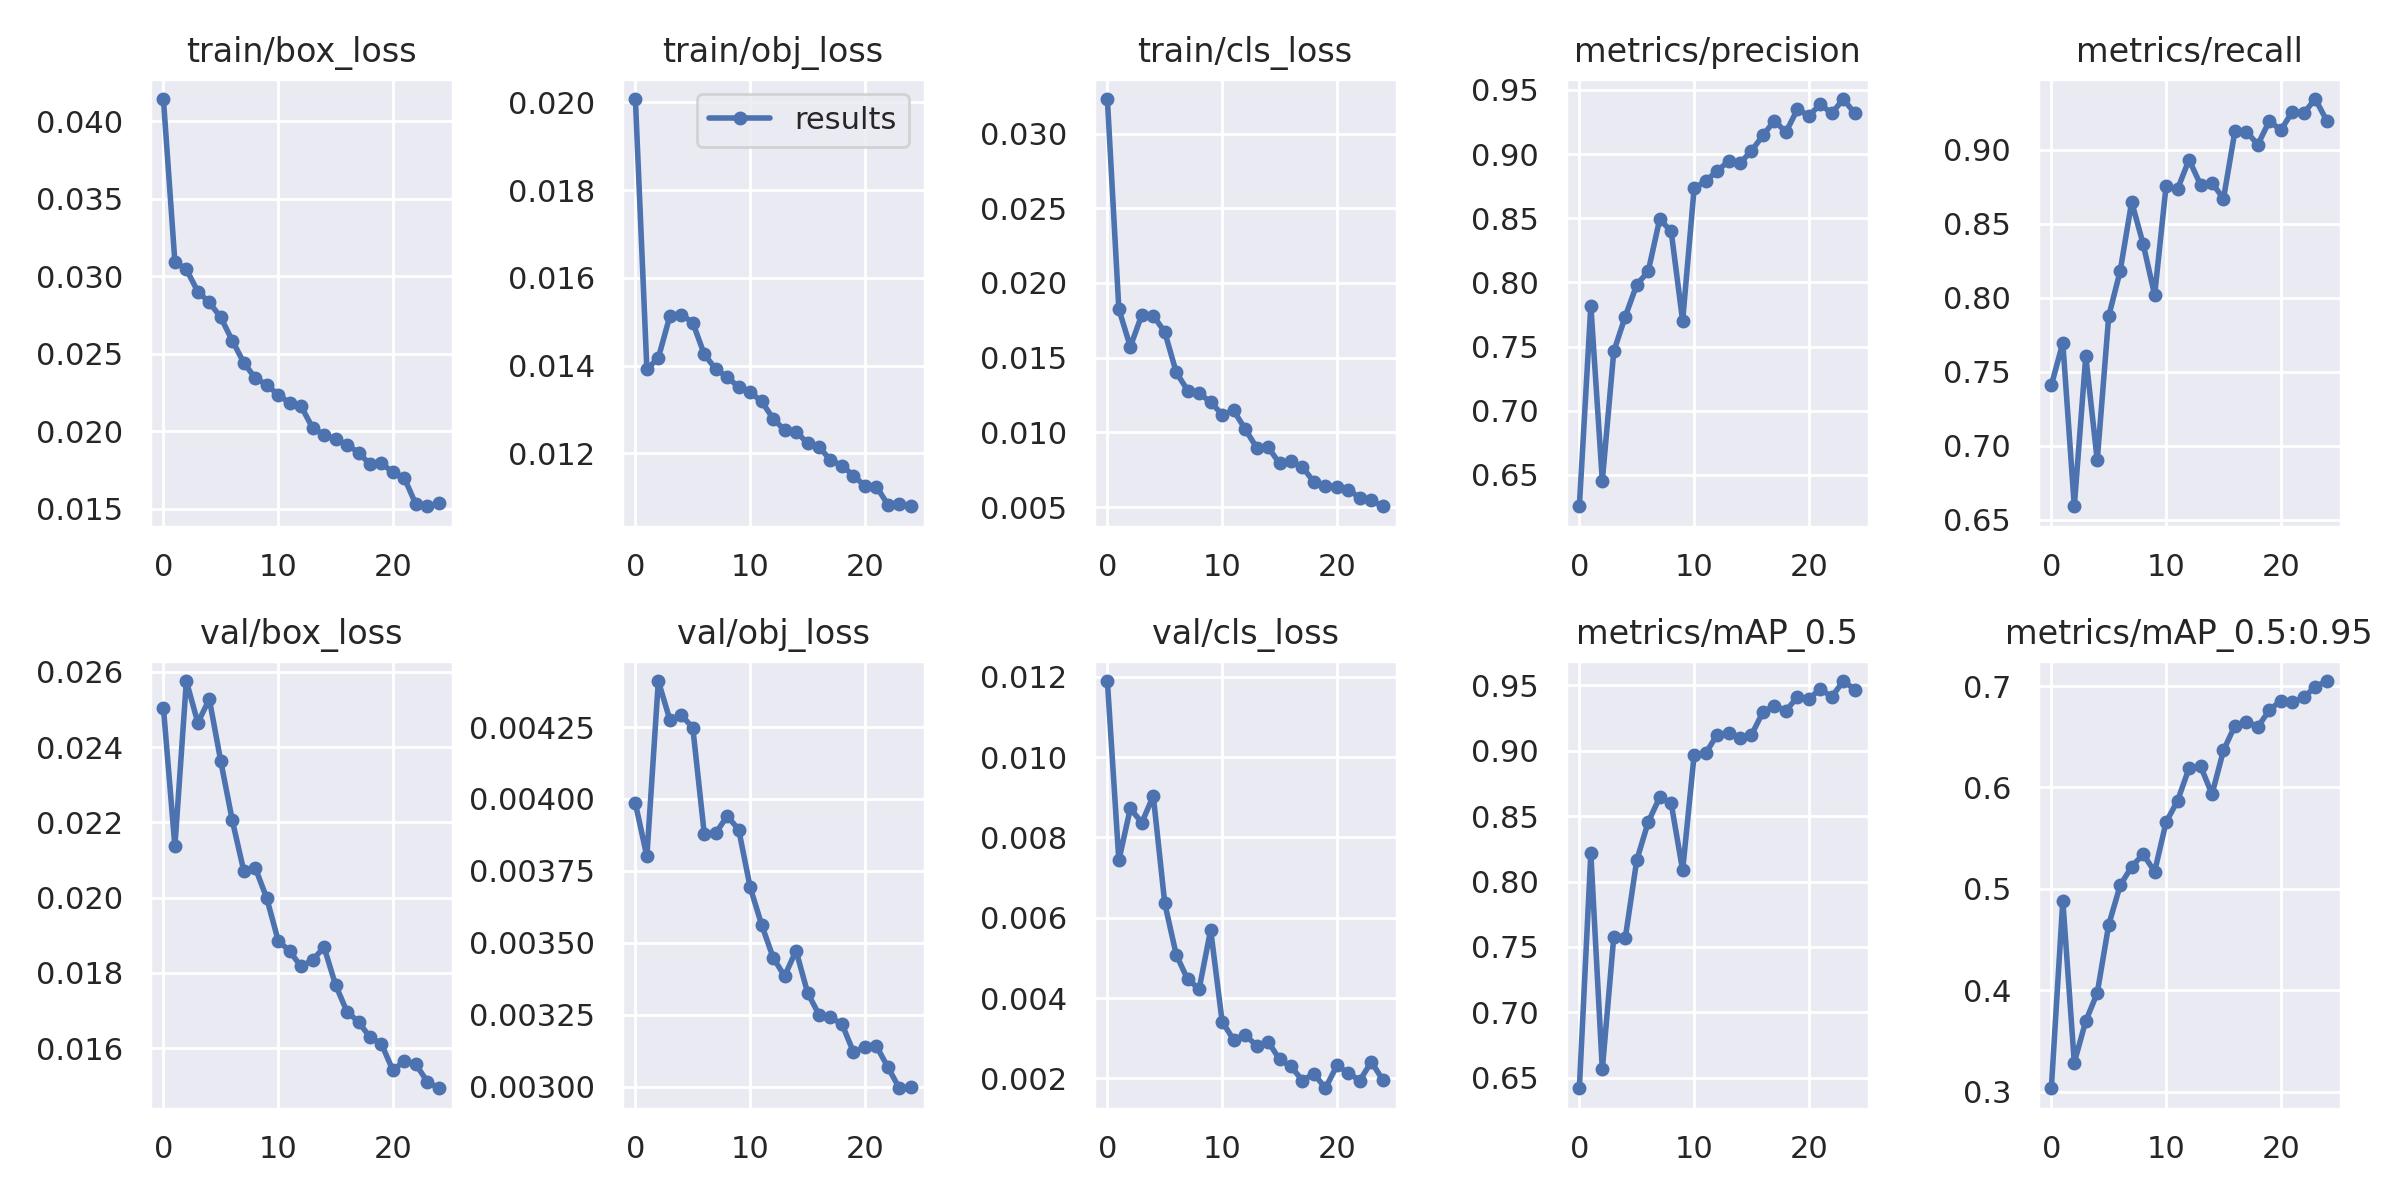 train/box_loss
0.040
0.035
0.030
0.025
0.020
0.015
0 10 20
train/obj_loss
results
0.020
0.018
0.016
0.014
0.012
0 10 20
train/cls_loss
0.030
0.025
0.020
0.015
0.010
0.005
0 10 20
metrics/precision
0.95
0.90
0.85
0.80
0.75
0.70
0.65
0 10 20
metrics/recall
0.90
0.85
0.80
0.75
0.70
0.65
0 10 20
val/box_loss
0.026
0.024
0.022
0.020
0.018
0.016
0 10 20
val/obj_loss
0.00425
0.00400
0.00375
0.00350
0.00325
0.00300
0 10 20
val/cls_loss
0.012
0.010
0.008
0.006
0.004
0.002
0 10 20
metrics/mAP_0.5
0.95
0.90
0.85
0.80
0.75
0.70
0.65
0 10 20
metrics/mAP_0.5:0.95
0.7
0.6
0.5
0.4
0.3
0 10 20